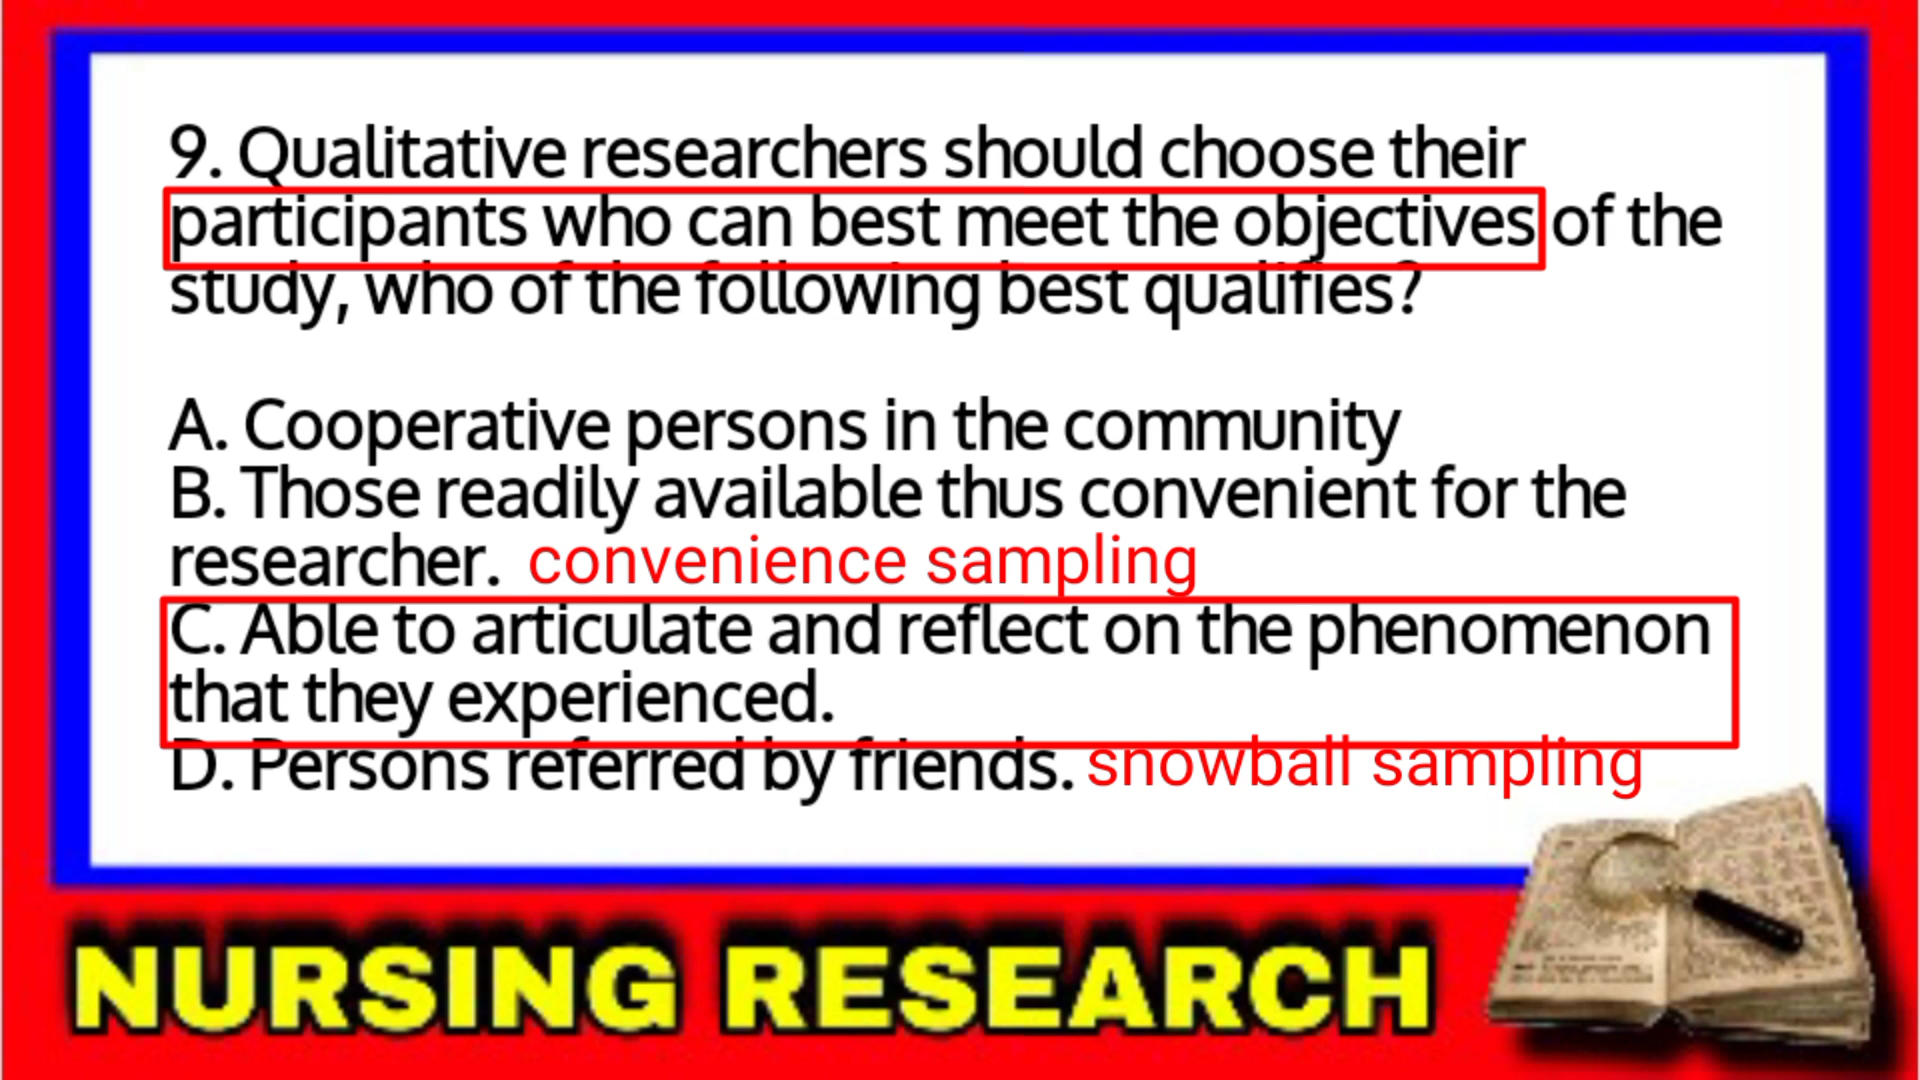 9. Qualitative researchers should choose their
participants who can best meet the objectives of the
study, who of the following best qualifies?
A. Cooperative persons in the community
B. Those readily available thus convenient for the
researcher. convenience sampling
C. Able to articulate and reflect on the phenomenon
that they experienced.
D. Persons referred by friends. snowball sampling
NURSING RESEARCH